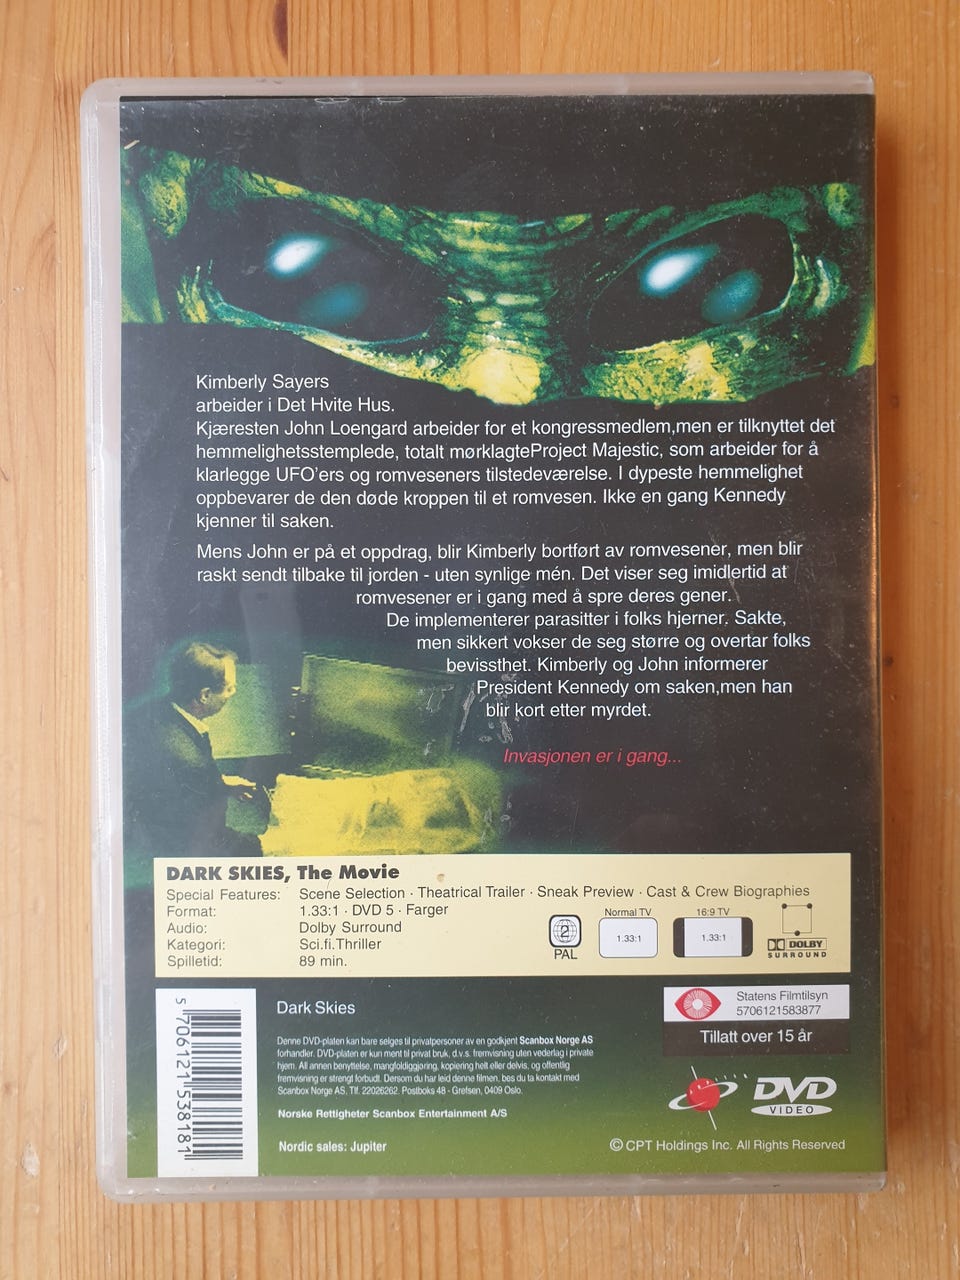 Kimberly Sayers
arbeider i Det Hvite Hus.
Kjæresten John Loengard arbeider for et kongressmedlem,men er tilknyttet det
hemmelighetsstemplede, totalt mørklagteProject Majestic, som arbeider for å
klarlegge UFO'ers og romveseners tilstedeværelse. I dypeste hemmelighet
oppbevarer de den døde kroppen til et romvesen. Ikke en gang Kennedy
kjenner til saken.
Mens John er på et oppdrag, blir Kimberly bortført av romvesener, men blir
raskt sendt tilbake til jorden - uten synlige mén. Det viser seg imidlertid at
romvesener er i gang med å spre deres gener.
De implementerer parasitter i folks hjerner. Sakte,
men sikkert vokser de seg større og overtar folks
bevissthet. Kimberly og John informerer
President Kennedy om saken,men han
blir kort etter myrdet.
Invasjonen er i gang...
DARK SKIES, The Movie
Special Features: Scene Selection · Theatrical Trailer · Sneak Preview · Cast & Crew Biographies
Format: 1.33:1 · DVD 5 · Farger
Audio: Dolby Surround
Kategori: Sci.fi.Thriller
Spilletid: 89 min.
2
PAL
Normal TV
1.33:1
16:9 TV
1.33:1
DOLBY
SURROUND
5 706121 538181
Dark Skies
Denne DVD-platen kan bare selges til privatpersoner av en godkjent Scanbox Norge AS
forhandler. DVD-platen er kun ment til privat bruk, d.v.s. fremvisning uten vederlag i private
hjem. All annen benyttelse, mangfoldiggjøring, kopiering helt eller delvis, og offentlig
fremvisning er strengt forbudt. Dersom du har leid denne filmen, bes du ta kontakt med
Scanbox Norge AS, Tlf. 22026262. Postboks 48 - Grefsen, 0409 Oslo.
Norske Rettigheter Scanbox Entertainment A/S
Nordic sales: Jupiter
Statens Filmtilsyn
5706121583877
Tillatt over 15 år
DVD
VIDEO
© CPT Holdings Inc. All Rights Reserved